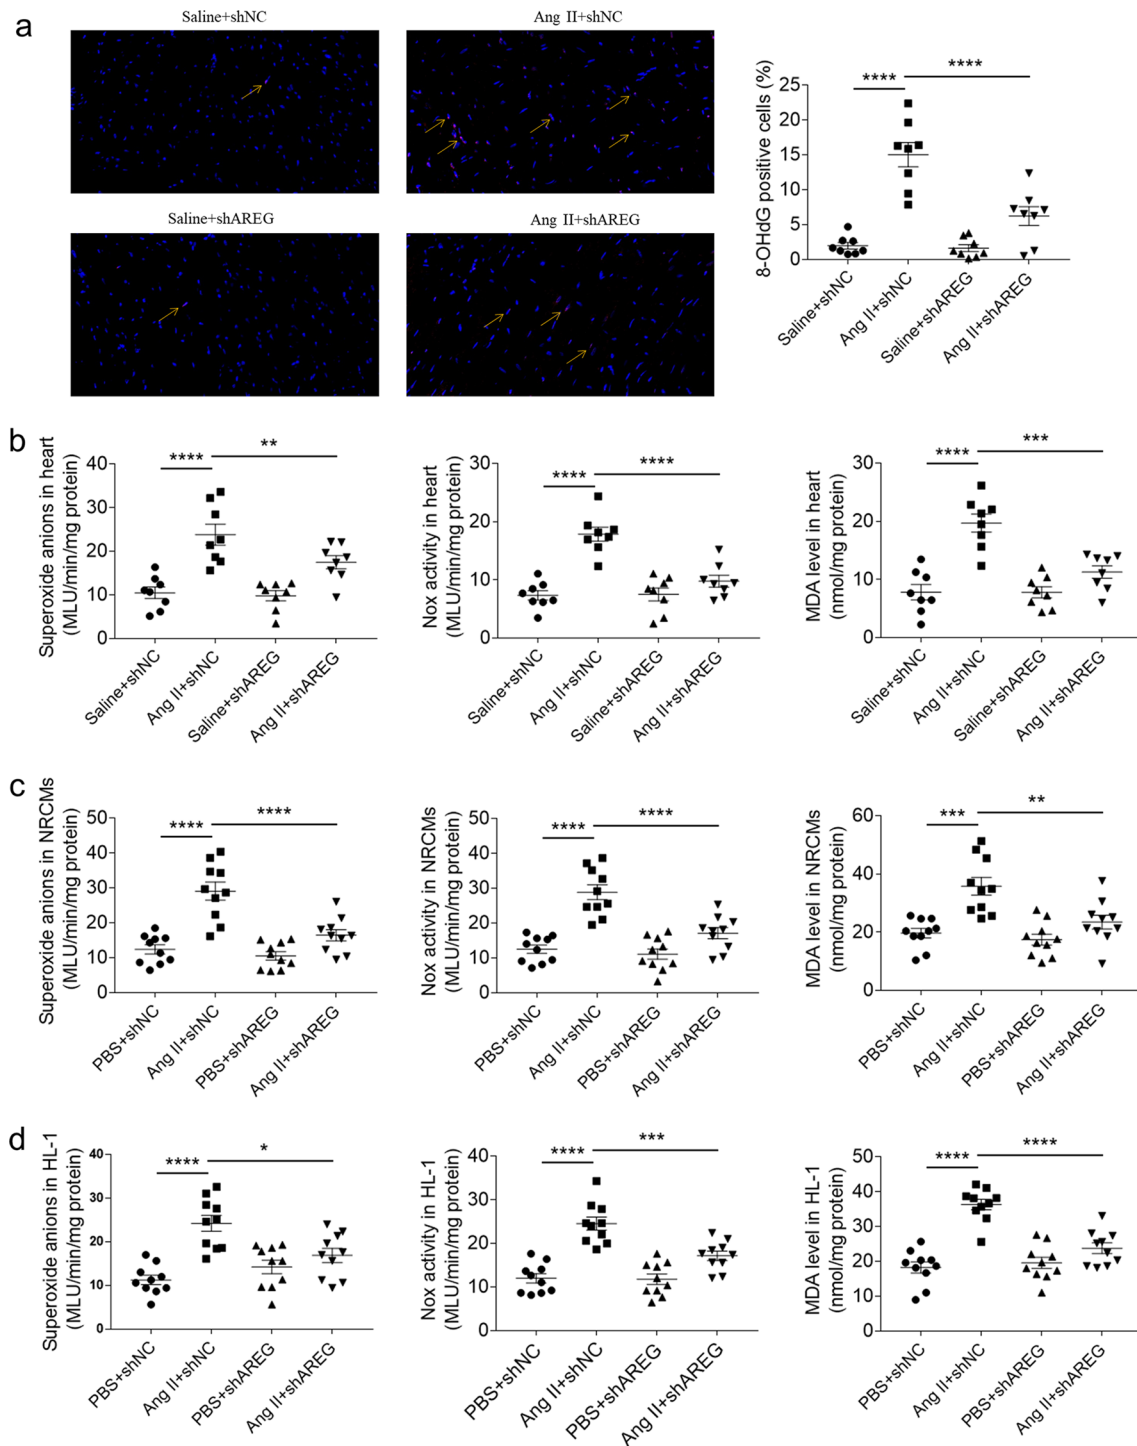 a
Saline+shNC
Ang II+shNC
Saline+shAREG
Ang II+shAREG
8-OHdG positive cells (%)
25
20
15
10
5
0
****
****
Saline+shNC
Ang II+shNC
Saline+shAREG
Ang II+shAREG
b
Superoxide anions in heart
(MLU/min/mg protein)
40
30
20
10
0
****
**
Saline+shNC
Ang II+shNC
Saline+shAREG
Ang II+shAREG
Nox activity in heart
(MLU/min/mg protein)
30
20
10
0
****
****
Saline+shNC
Ang II+shNC
Saline+shAREG
Ang II+shAREG
MDA level in heart
(nmol/mg protein)
30
20
10
0
****
***
Saline+shNC
Ang II+shNC
Saline+shAREG
Ang II+shAREG
c
Superoxide anions in NRCMs
(MLU/min/mg protein)
50
40
30
20
10
0
****
****
PBS+shNC
Ang II+shNC
PBS+shAREG
Ang II+shAREG
Nox activity in NRCMs
(MLU/min/mg protein)
50
40
30
20
10
0
****
****
PBS+shNC
Ang II+shNC
PBS+shAREG
Ang II+shAREG
MDA level in NRCMs
(nmol/mg protein)
60
40
20
0
***
**
PBS+shNC
Ang II+shNC
PBS+shAREG
Ang II+shAREG
d
Superoxide anions in HL-1
(MLU/min/mg protein)
40
30
20
10
0
****
*
PBS+shNC
Ang II+shNC
PBS+shAREG
Ang II+shAREG
Nox activity in HL-1
(MLU/min/mg protein)
40
30
20
10
0
****
***
PBS+shNC
Ang II+shNC
PBS+shAREG
Ang II+shAREG
MDA level in HL-1
(nmol/mg protein)
50
40
30
20
10
0
****
****
PBS+shNC
Ang II+shNC
PBS+shAREG
Ang II+shAREG